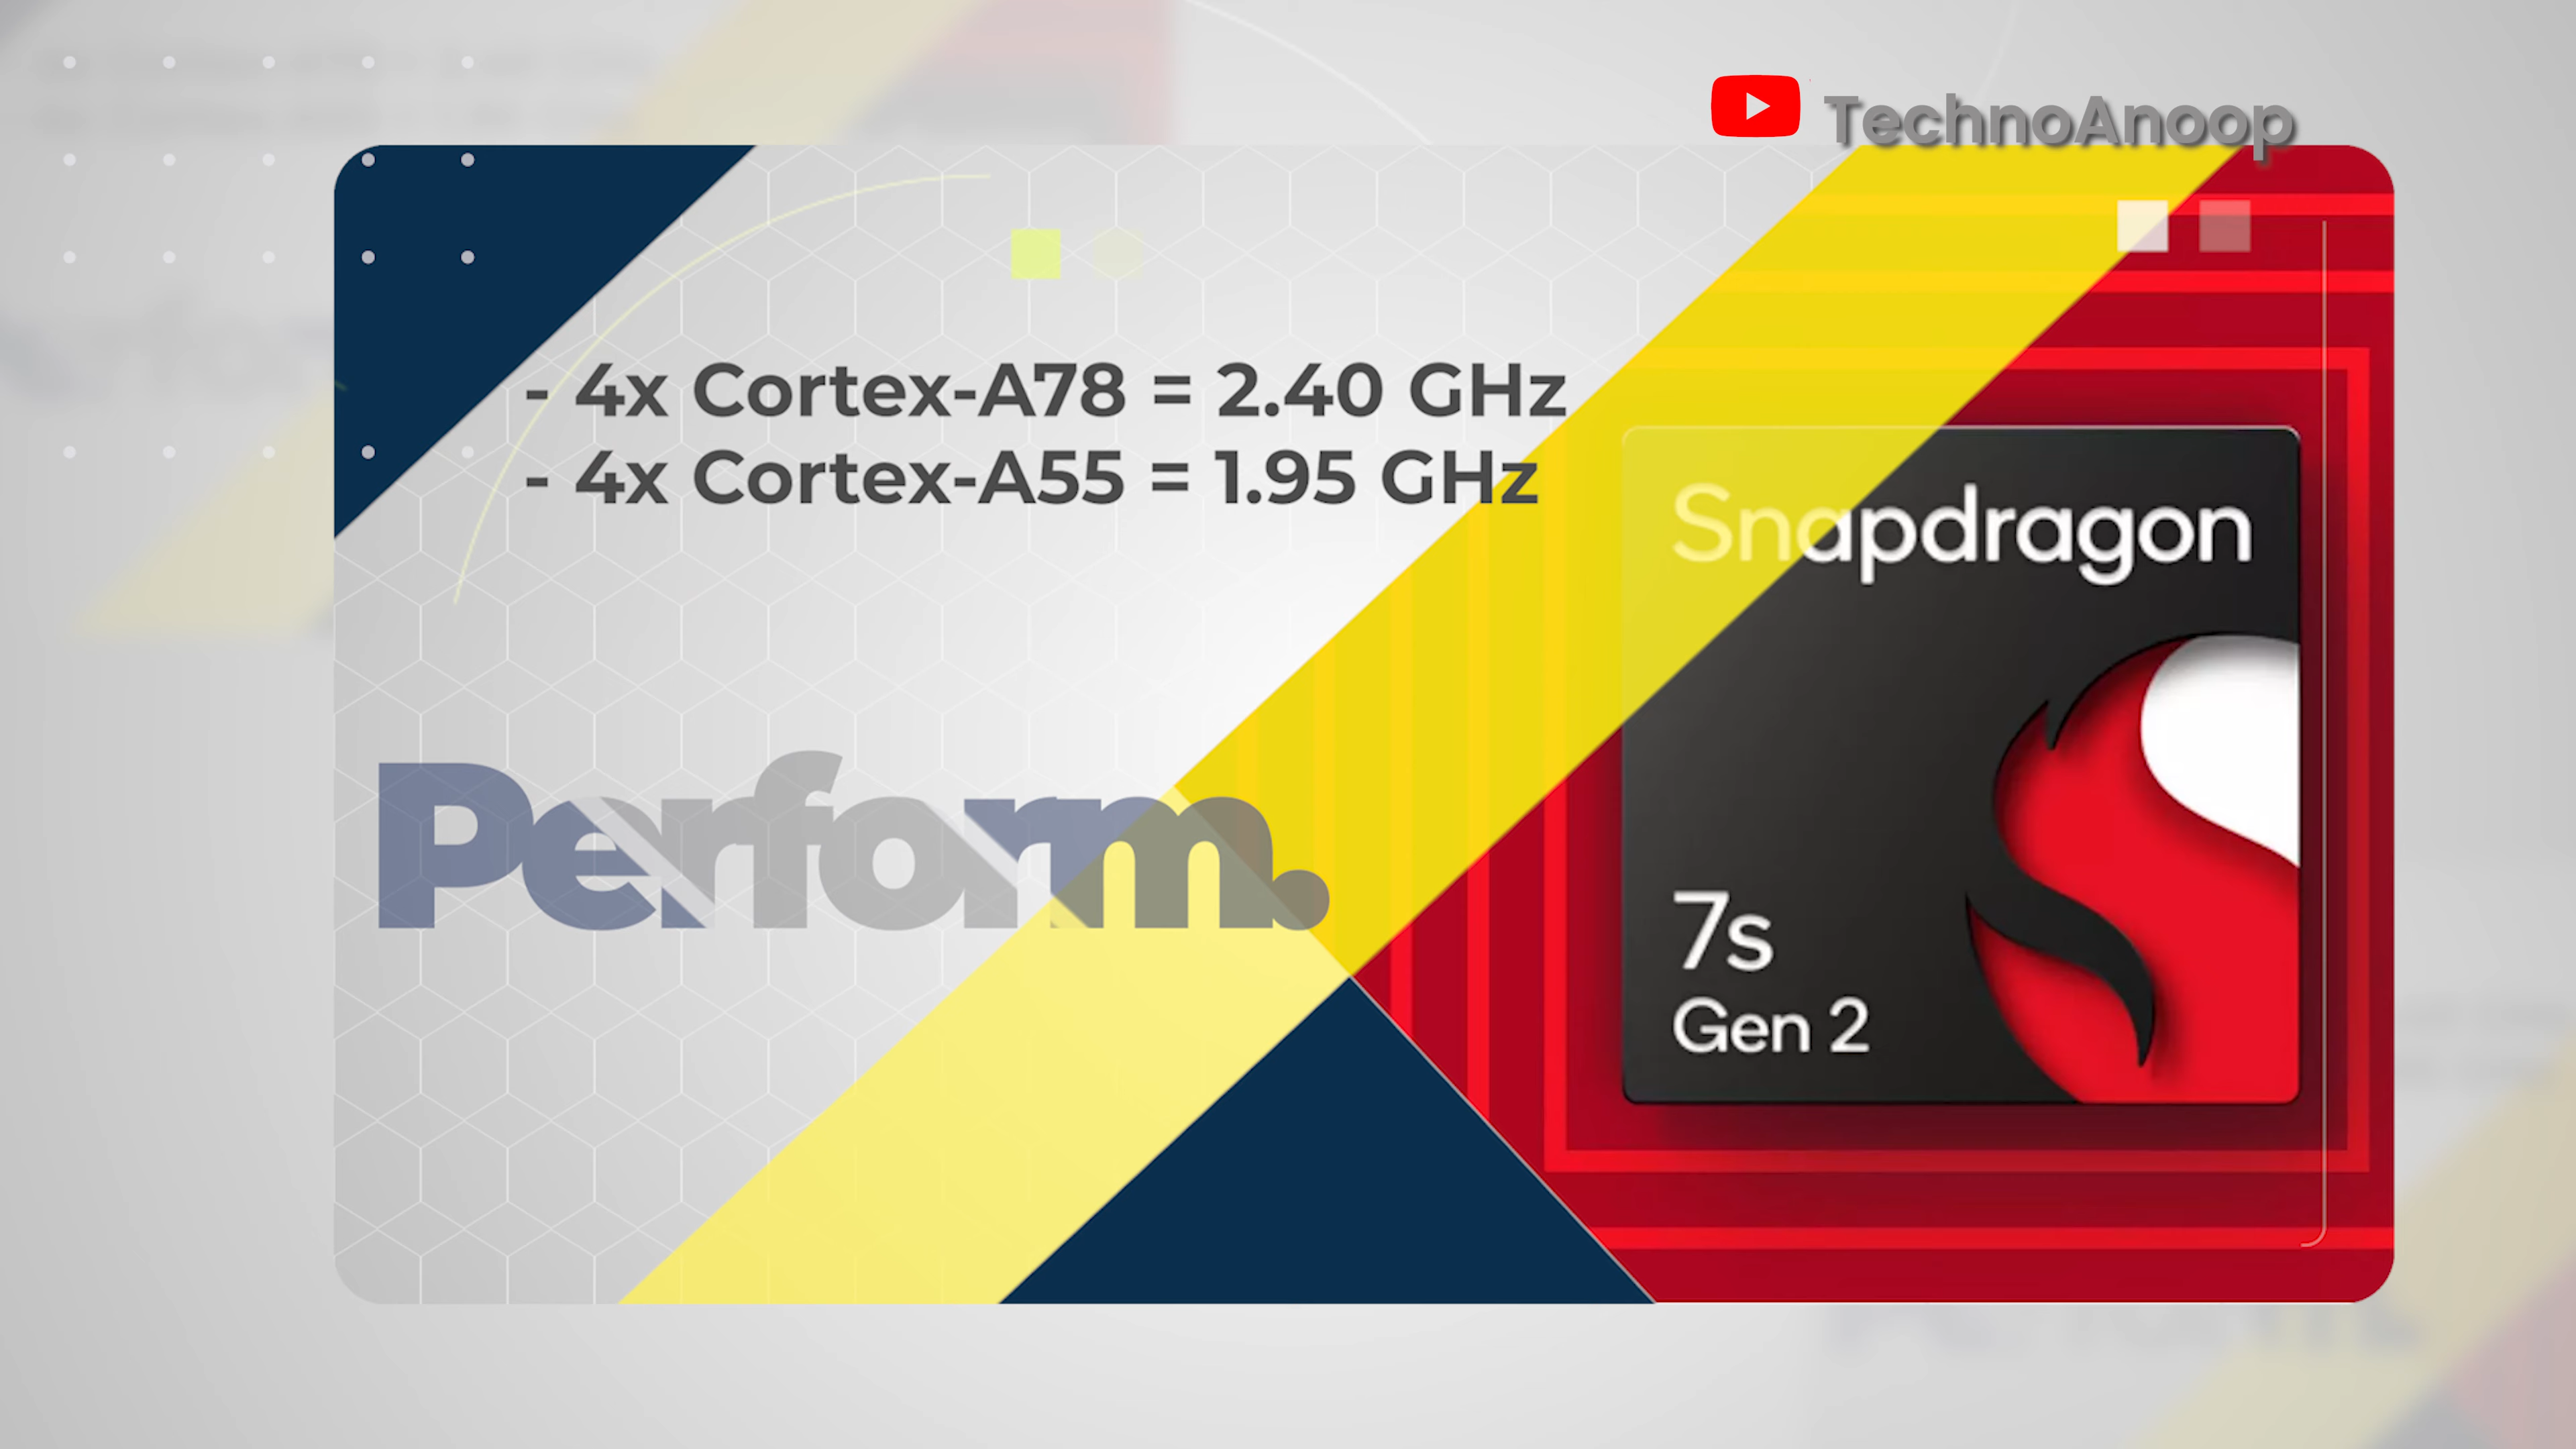 TechnoAnoop
- 4x Cortex-A78 = 2.40 GHz
- 4x Cortex-A55 = 1.95 GHz
Snapdragon
Perform.
7s
Gen 2